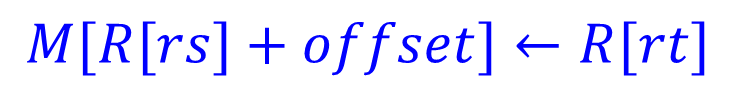 M[R[rs] + offset] ← R[rt]